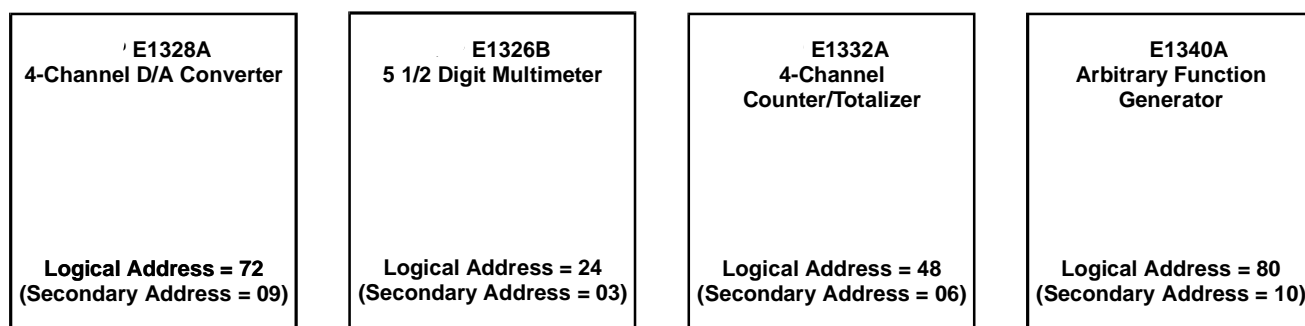 E1328A
4-Channel D/A Converter
Logical Address = 72
(Secondary Address = 09)
E1326B
5 1/2 Digit Multimeter
Logical Address = 24
(Secondary Address = 03)
E1332A
4-Channel
Counter/Totalizer
Logical Address = 48
(Secondary Address = 06)
E1340A
Arbitrary Function
Generator
Logical Address = 80
(Secondary Address = 10)